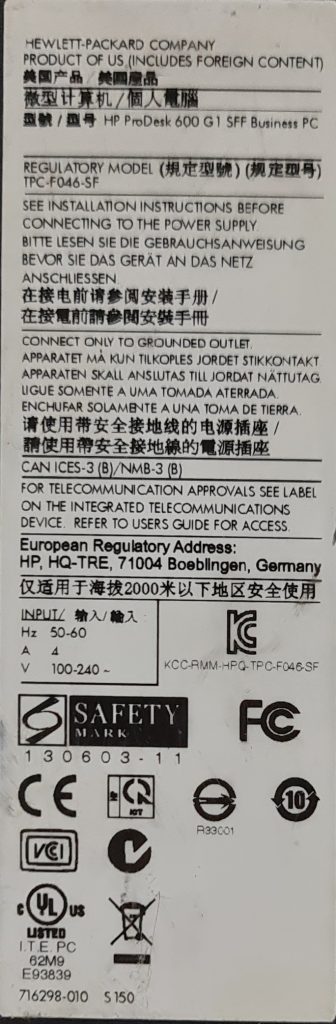 HEWLETT-PACKARD COMPANY
PRODUCT OF US (INCLUDES FOREIGN CONTENT)
美国产品 / 美國產品
微型计算机/個人電腦
型號 / 型号 HP ProDesk 600 G1 SFF Business PC
REGULATORY MODEL (規定型號) (规定型号)
TPC-F046-SF
SEE INSTALLATION INSTRUCTIONS BEFORE
CONNECTING TO THE POWER SUPPLY
BITTE LESEN SIE DIE GEBRAUCHSANWEISUNG
BEVOR SIE DAS GERÄT AN DAS NETZ
ANSCHLIESSEN.
在接电前请參阅安装手册 /
在接電前請參閱安裝手冊
CONNECT ONLY TO GROUNDED OUTLET.
APPARATET MÅ KUN TILKOPLES JORDET STIKKONTAKT
APPARATEN SKALL ANSLUTAS TILL JORDAT NÄTTUTAG.
LIGUE SOMENTE A UMA TOMADA ATERRADA.
ENCHUFAR SOLAMENTE A UNA TOMA DE TIERRA.
请使用带安全接地线的电源插座 /
請使用帶安全接地線的電源插座
CAN ICES-3 (B)/NMB-3 (B)
FOR TELECOMMUNICATION APPROVALS SEE LABEL
ON THE INTEGRATED TELECOMMUNICATIONS
DEVICE. REFER TO USERS GUIDE FOR ACCESS.
European Regulatory Address:
HP, HQ-TRE, 71004 Boeblingen, Germany
仅适用于海拔2000米以下地区安全使用
INPUT/ 输入/輸入
Hz 50-60
A 4
V 100-240 ~
KCC-RMM-HPQ-TPC-F046-SF
SAFETY
MARK
130603-11
FC
CE
ICT
R33001
10
VCI
C UL US
LISTED
I.T.E. PC
62M9
E93839
716298-010 S150